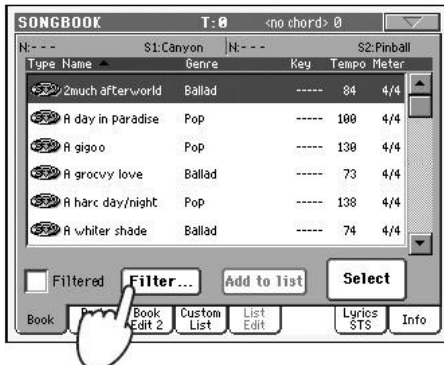 SONGBOOK T:0 <no chord> 0
N:--- S1:Canyon N:--- S2:Pinball
Type Name Genre Key Tempo Meter
2much afterworld Ballad ----- 84 4/4
A day in paradise Pop ----- 100 4/4
A gigoo Pop ----- 130 4/4
A groovy love Ballad ----- 73 4/4
A harc day/night Pop ----- 138 4/4
A whiter shade Ballad ----- 74 4/4
Filtered Filter... Add to list Select
Book Book Edit 2 Custom List List Edit Lyrics STS Info